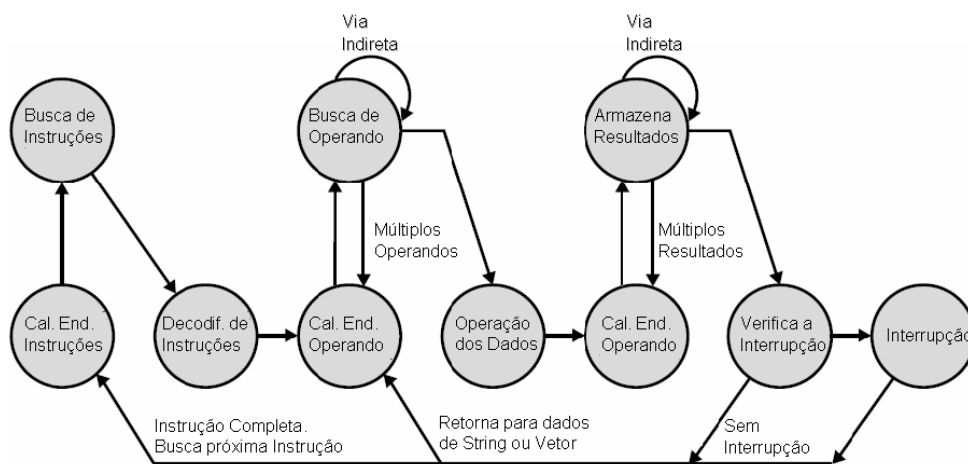 Via
Indireta
Via
Indireta
Busca de
Instruções
Busca de
Operando
Armazena
Resultados
Múltiplos
Operandos
Múltiplos
Resultados
Cal. End.
Instruções
Decodif. de
Instruções
Cal. End.
Operando
Operação
dos Dados
Cal. End.
Operando
Verifica a
Interrupção
Interrupção
Instrução Completa.
Busca próxima Instrução
Retorna para dados
de String ou Vetor
Sem
Interrupção